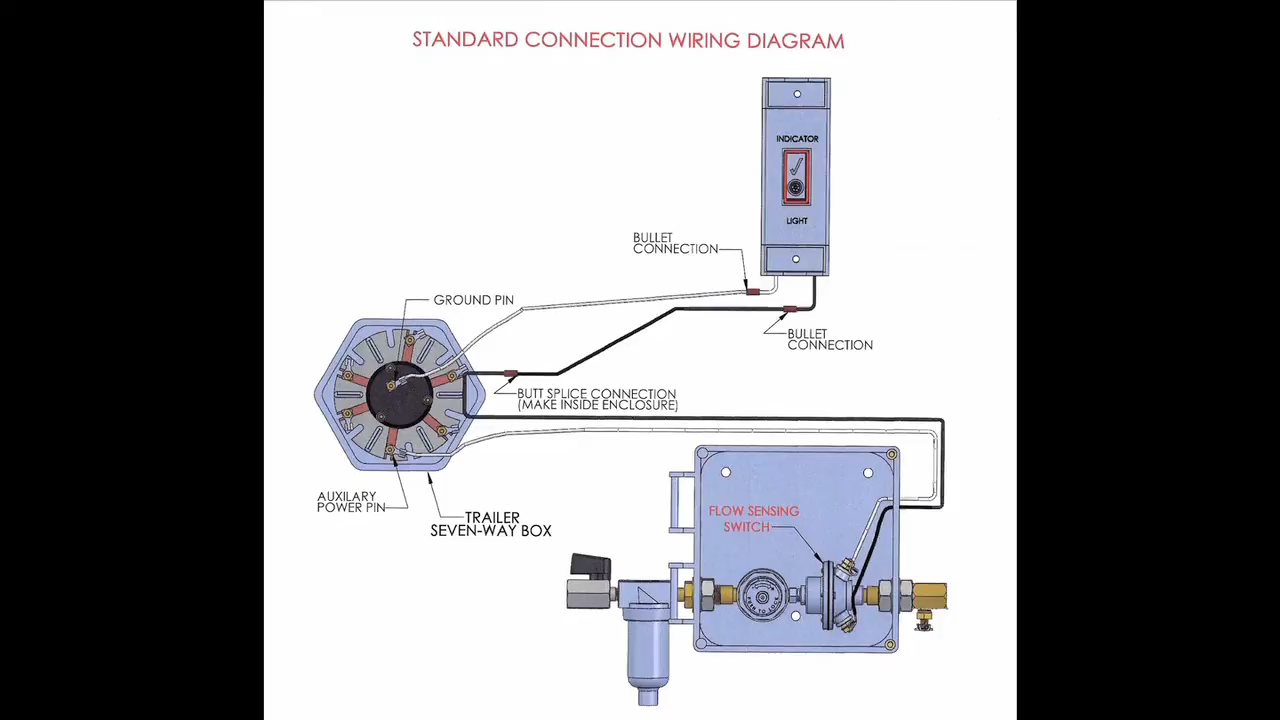 STANDARD CONNECTION WIRING DIAGRAM
INDICATOR
LIGHT
BULLET
CONNECTION
GROUND PIN
BULLET
CONNECTION
BUTT SPLICE CONNECTION
(MAKE INSIDE ENCLOSURE)
AUXILARY
POWER PIN
TRAILER
SEVEN-WAY BOX
FLOW SENSING
SWITCH